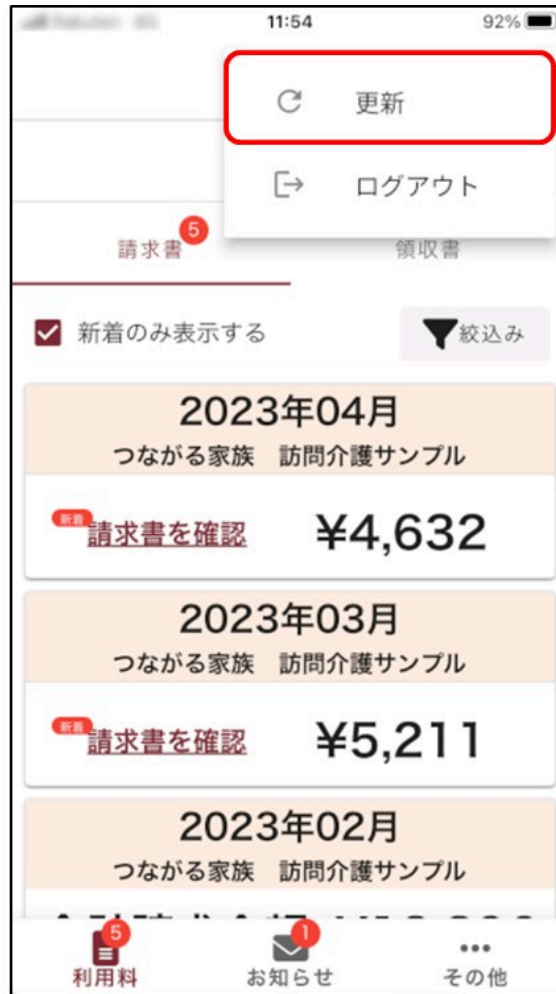 11:54
92%
更新
ログアウト
請求書
5
領収書
新着のみ表示する
絞込み
2023年04月
つながる家族 訪問介護サンプル
新着
請求書を確認
¥4,632
2023年03月
つながる家族 訪問介護サンプル
新着
請求書を確認
¥5,211
2023年02月
つながる家族 訪問介護サンプル
5
利用料
1
お知らせ
その他